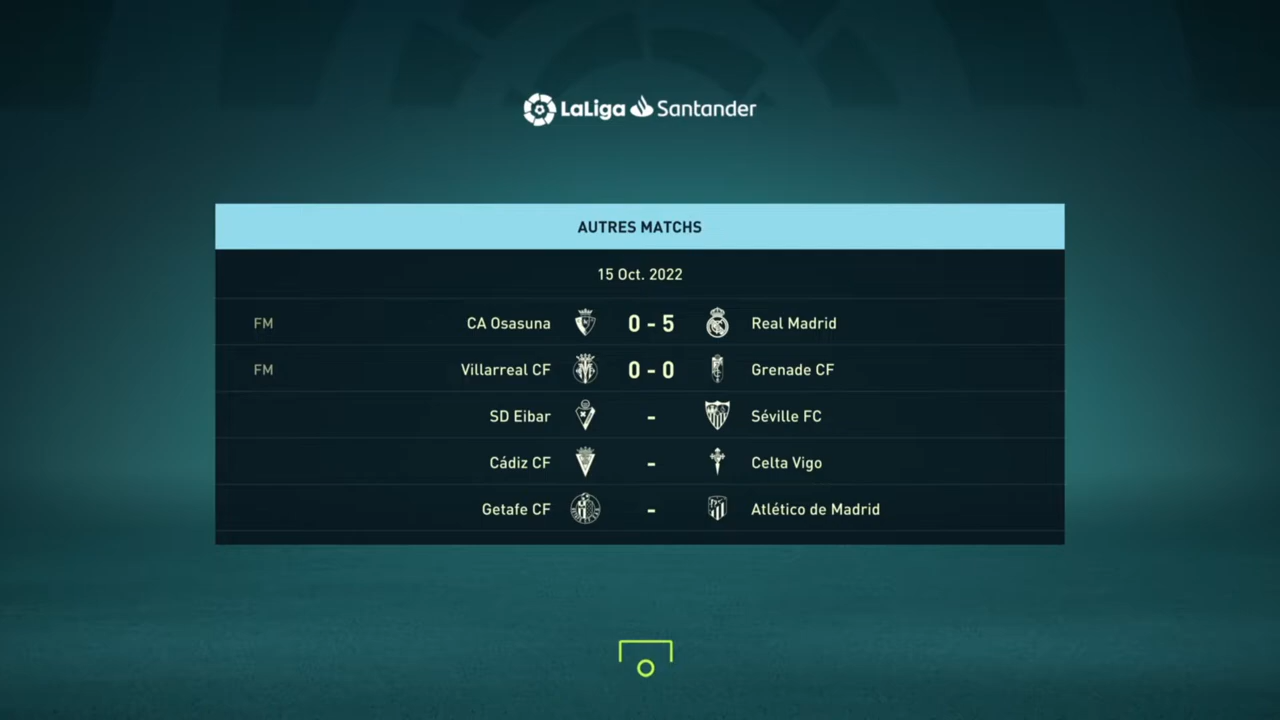 LaLiga Santander
AUTRES MATCHS
15 Oct. 2022
FM CA Osasuna 0 - 5 Real Madrid
FM Villarreal CF 0 - 0 Grenade CF
SD Eibar - Séville FC
Cádiz CF - Celta Vigo
Getafe CF - Atlético de Madrid